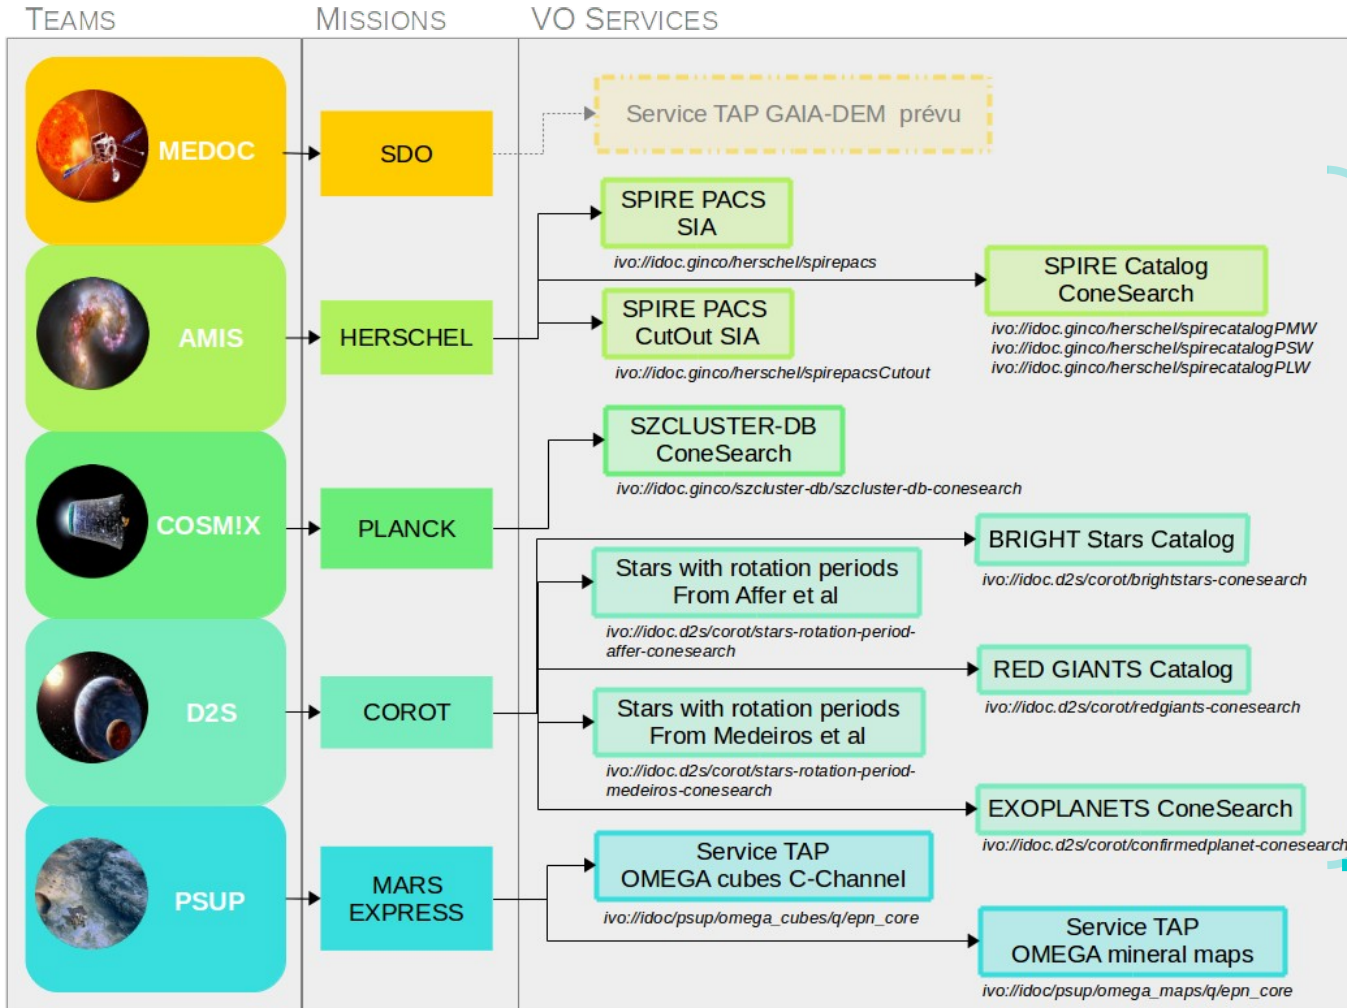 TEAMS
MISSIONS
VO SERVICES
MEDOC
SDO
Service TAP GAIA-DEM prévu
AMIS
HERSCHEL
SPIRE PACS
SIA
ivo://idoc.ginco/herschel/spirepacs
SPIRE Catalog
ConeSearch
ivo://idoc.ginco/herschel/spirecatalogPMW
ivo://idoc.ginco/herschel/spirecatalogPSW
ivo://idoc.ginco/herschel/spirecatalogPLW
SPIRE PACS
CutOut SIA
ivo://idoc.ginco/herschel/spirepacsCutout
COSM!X
PLANCK
SZCLUSTER-DB
ConeSearch
ivo://idoc.ginco/szcluster-db/szcluster-db-conesearch
D2S
COROT
BRIGHT Stars Catalog
ivo://idoc.d2s/corot/brightstars-conesearch
Stars with rotation periods
From Affer et al
ivo://idoc.d2s/corot/stars-rotation-period-
affer-conesearch
RED GIANTS Catalog
ivo://idoc.d2s/corot/redgiants-conesearch
Stars with rotation periods
From Medeiros et al
ivo://idoc.d2s/corot/stars-rotation-period-
medeiros-conesearch
EXOPLANETS ConeSearch
ivo://idoc.d2s/corot/confirmedplanet-conesearch
PSUP
MARS
EXPRESS
Service TAP
OMEGA cubes C-Channel
ivo://idoc/psup/omega_cubes/q/epn_core
Service TAP
OMEGA mineral maps
ivo://idoc/psup/omega_maps/q/epn_core